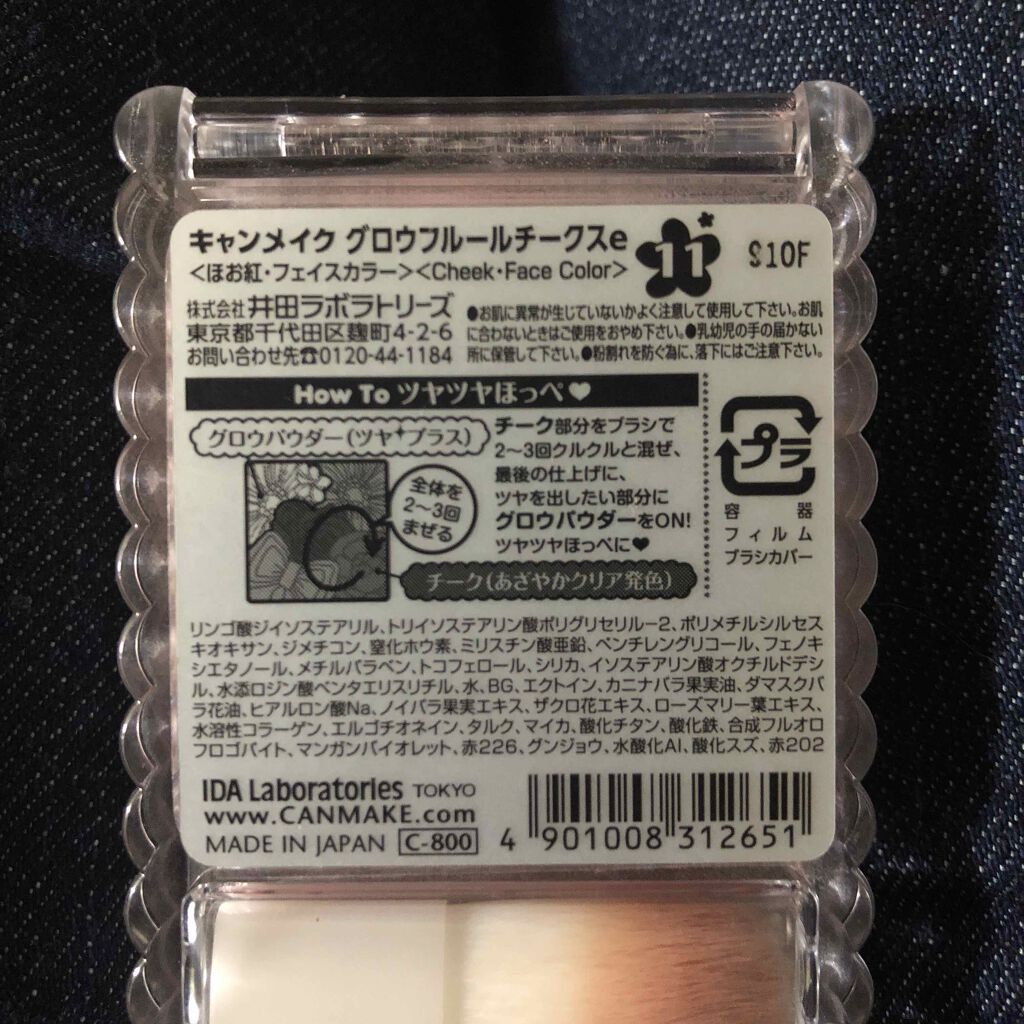 キャンメイク グロウフルールチークスe
11
S10F
<ほお紅・フェイスカラー><Cheek・Face Color>
株式会社 井田ラボラトリーズ
東京都千代田区麹町4-2-6
お問い合わせ先☎0120-44-1184
●お肌に異常が生じていないかよく注意して使用して下さい。お肌
に合わないときはご使用をおやめ下さい。●乳幼児の手の届かない
所に保管して下さい。●粉割れを防ぐ為に、落下にはご注意下さい。
How To ツヤツヤほっぺ♥
グロウパウダー(ツヤ プラス)
全体を
2〜3回
まぜる
チーク(あざやかクリア発色)
チーク部分をブラシで
2〜3回クルクルと混ぜ、
最後の仕上げに、
ツヤを出したい部分に
グロウパウダーをON!
ツヤツヤほっぺに♥
プラ
容器
フィルム
ブラシカバー
リンゴ酸ジイソステアリル、トリイソステアリン酸ポリグリセリル-2、ポリメチルシルセス
キオキサン、ジメチコン、窒化ホウ素、ミリスチン酸亜鉛、ペンチレングリコール、フェノキ
シエタノール、メチルパラベン、トコフェロール、シリカ、イソステアリン酸オクチルドデシ
ル、水添ロジン酸ペンタエリスリチル、水、BG、エクトイン、カニナバラ果実油、ダマスクバ
ラ花油、ヒアルロン酸Na、ノイバラ果実エキス、ザクロ花エキス、ローズマリー葉エキス、
水溶性コラーゲン、エルゴチオネイン、タルク、マイカ、酸化チタン、酸化鉄、合成フルオロ
フロゴパイト、マンガンバイオレット、赤226、グンジョウ、水酸化Al、酸化スズ、赤202
IDA Laboratories TOKYO
www.CANMAKE.com
MADE IN JAPAN C-800
4 901008 312651